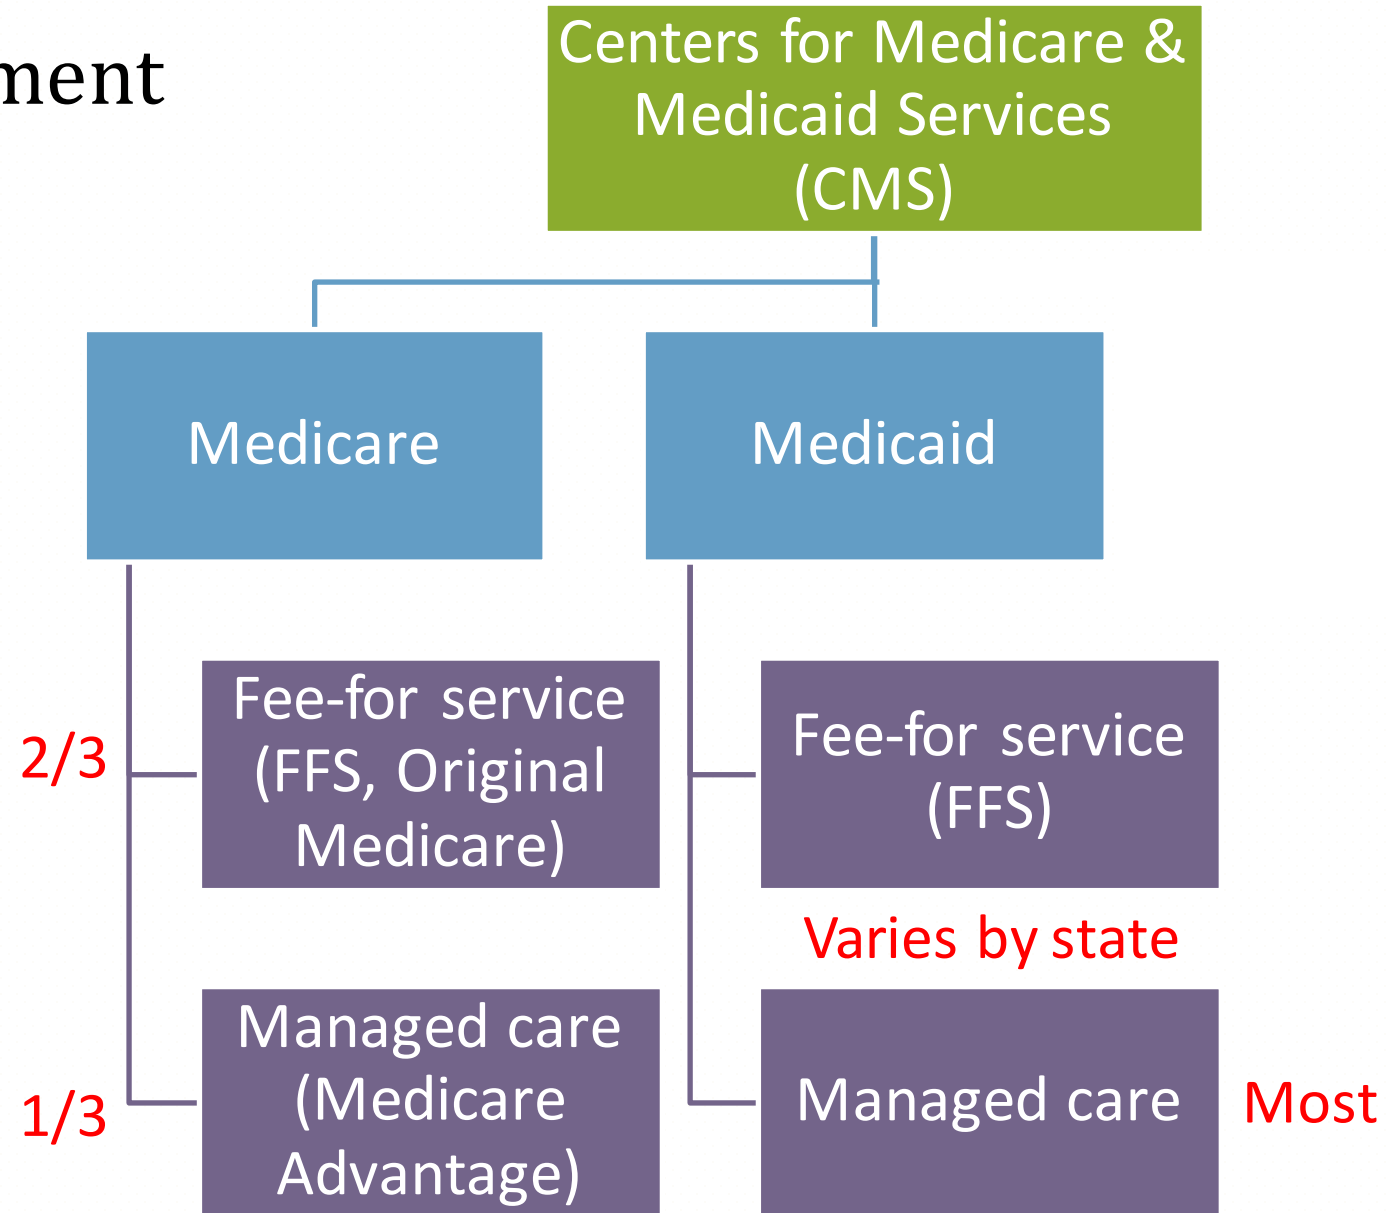 ment
Centers for Medicare &
Medicaid Services
(CMS)
Medicare
Medicaid
2/3
Fee-for service
(FFS, Original
Medicare)
Fee-for service
(FFS)
Varies by state
1/3
Managed care
(Medicare
Advantage)
Managed care
Most